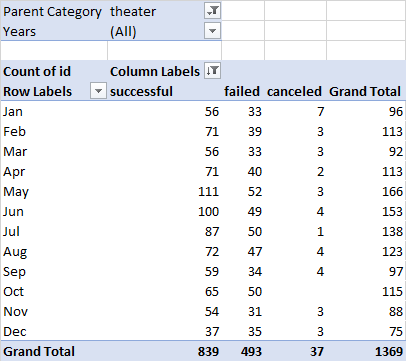 Parent Category theater
Years (All)
Count of id Column Labels
Row Labels successful failed canceled Grand Total
Jan 56 33 7 96
Feb 71 39 3 113
Mar 56 33 3 92
Apr 71 40 2 113
May 111 52 3 166
Jun 100 49 4 153
Jul 87 50 1 138
Aug 72 47 4 123
Sep 59 34 4 97
Oct 65 50 115
Nov 54 31 3 88
Dec 37 35 3 75
Grand Total 839 493 37 1369